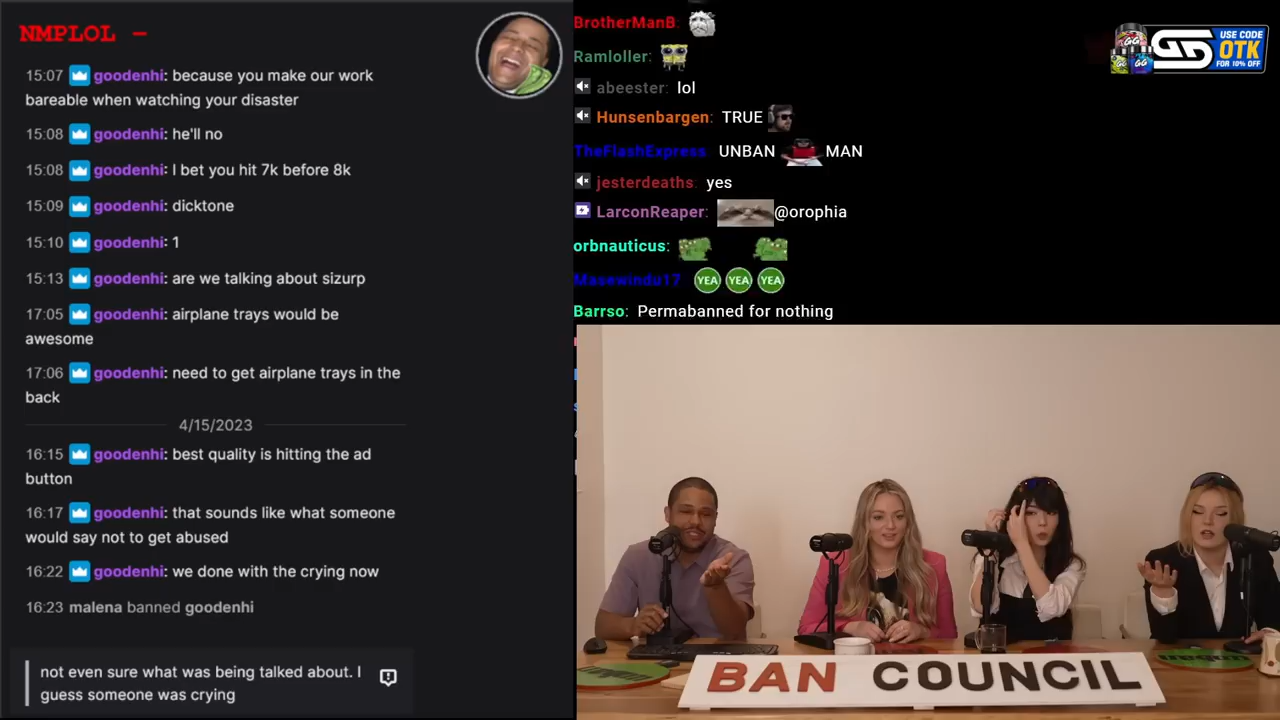 NMPLOL -
15:07 goodenhi: because you make our work
bareable when watching your disaster
15:08 goodenhi: he'll no
15:08 goodenhi: I bet you hit 7k before 8k
15:09 goodenhi: dicktone
15:10 goodenhi: 1
15:13 goodenhi: are we talking about sizurp
17:05 goodenhi: airplane trays would be
awesome
17:06 goodenhi: need to get airplane trays in the
back
4/15/2023
16:15 goodenhi: best quality is hitting the ad
button
16:17 goodenhi: that sounds like what someone
would say not to get abused
16:22 goodenhi: we done with the crying now
16:23 malena banned goodenhi
not even sure what was being talked about. I
guess someone was crying
BrotherManB:
Ramloller:
abeester: lol
Hunsenbargen: TRUE
TheFlashExpress UNBAN MAN
jesterdeaths: yes
LarconReaper: @orophia
orbnauticus:
Masewindu17 YEA YEA YEA
Barrso: Permabanned for nothing
GG
USE CODE
OTK
FOR 10% OFF
BAN COUNCIL